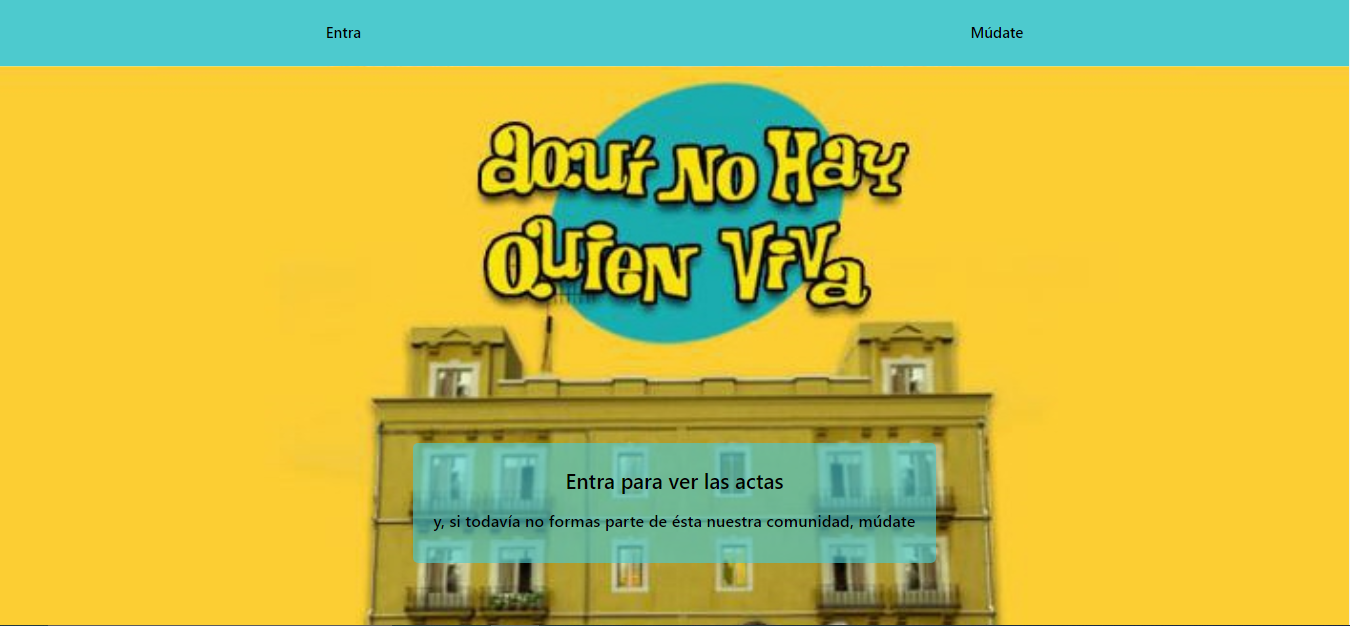 Entra
Múdate
aquí No Hay
Quien Viva
Entra para ver las actas
y, si todavía no formas parte de ésta nuestra comunidad, múdate